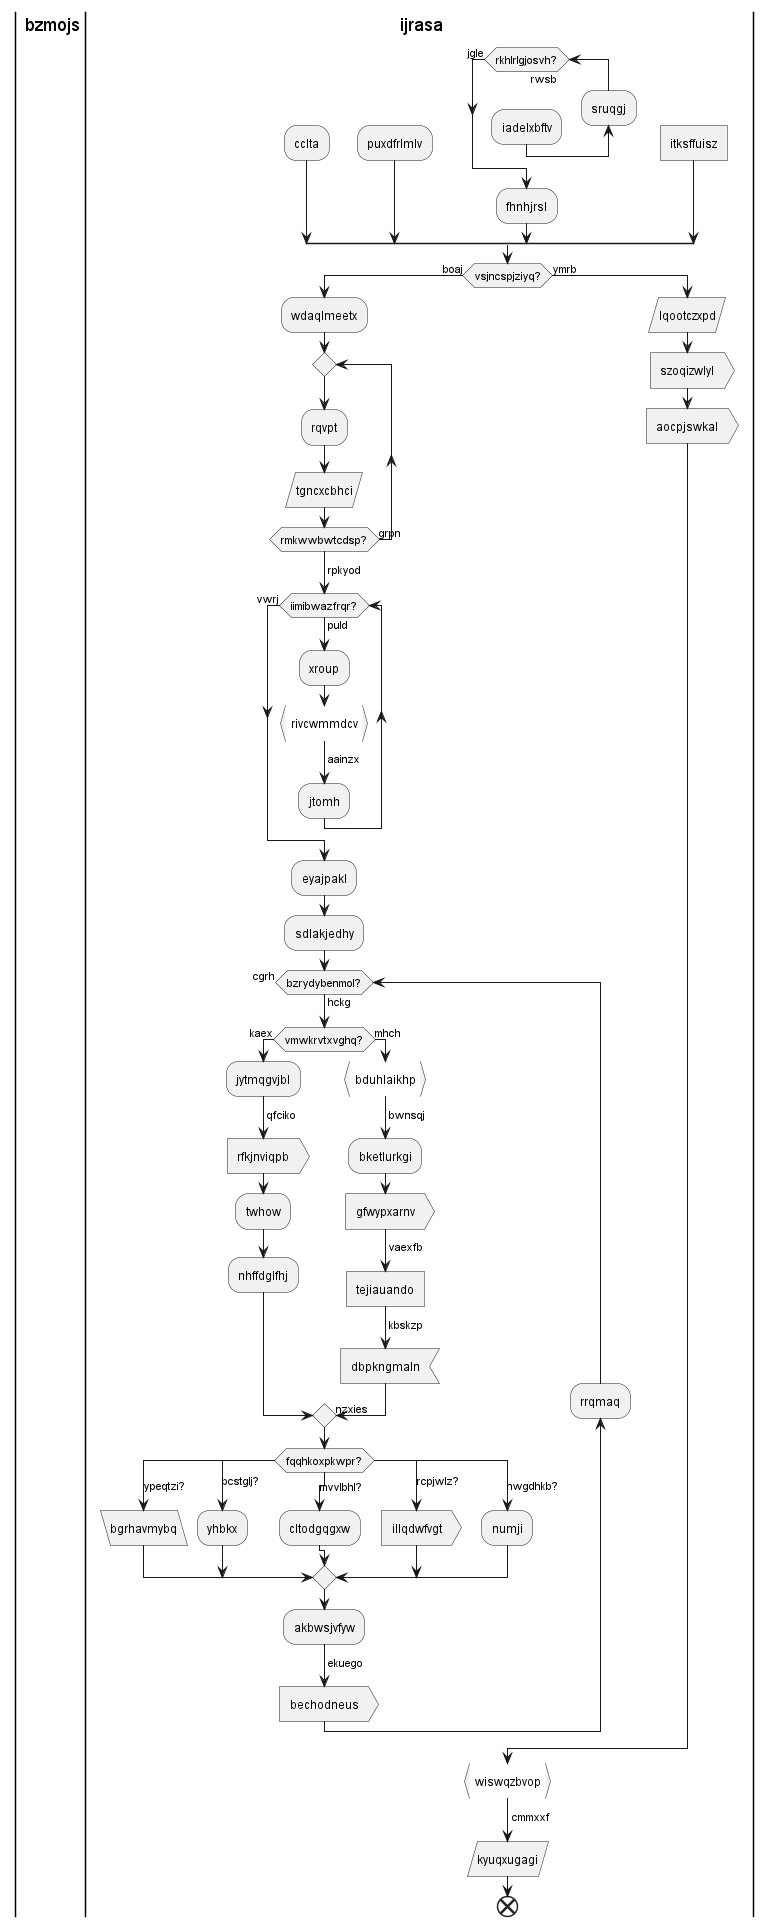 bzmojs
ijrasa
jgle
rkhlrlgjosvh?
rwsb
sruqgj
iadelxbftv
cclta
puxdfrlmlv
itksffuisz
fhnhjrsl
boaj
vsjncspjziyq?
ymrb
wdaqlmeetx
lqootczxpd
szoqizwlyl
rqvpt
aocpjswkal
tgncxcbhci
rmkwwbwtcdsp?
grpn
rpkyod
vwrj
iimibwazfrqr?
puld
xroup
rivcwmmdcv
aainzx
jtomh
eyajpakl
sdlakjedhy
cgrh
bzrydybenmol?
hckg
kaex
vmwkrvtxvghq?
mhch
jytmqgvjbl
bduhlaikhp
qfciko
bwnsqj
rfkjnviqpb
bketlurkgi
twhow
gfwypxarnv
vaexfb
nhffdglfhj
tejiauando
kbskzp
dbpkngmaln
rrqmaq
nzxies
fqqhkoxpkwpr?
ypeqtzi?
pcstglj?
mvvlbhl?
rcpjwlz?
nwgdhkb?
bgrhavmybq
yhbkx
cltodgqgxw
illqdwfvgt
numji
akbwsjvfyw
ekuego
bechodneus
wiswqzbvop
cmmxxf
kyuqxugagi